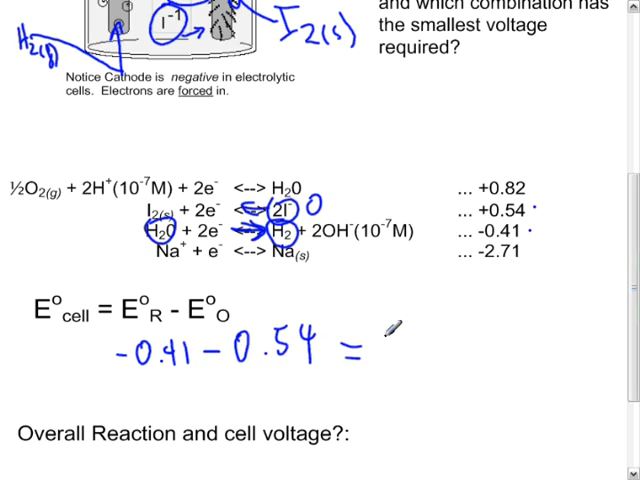 and which combination has
the smallest voltage
required?
H2(g)
I-1
I2(s)
Notice Cathode is negative in electrolytic
cells. Electrons are forced in.
½O2(g) + 2H+(10-7M) + 2e- <--> H2O ... +0.82
I2(s) + 2e- <--> 2I- O ... +0.54
H2O + 2e- <--> H2 + 2OH-(10-7M) ... -0.41
Na+ + e- <--> Na(s) ... -2.71
Eocell = EoR - EoO
-0.41 - 0.54 =
Overall Reaction and cell voltage?: